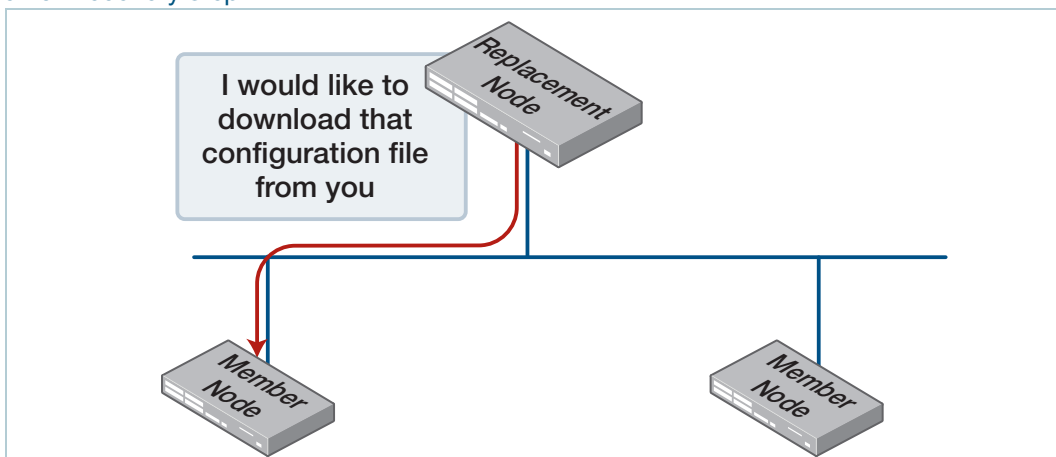 Replacement
Node
I would like to
download that
configuration file
from you
Member
Node
Member
Node